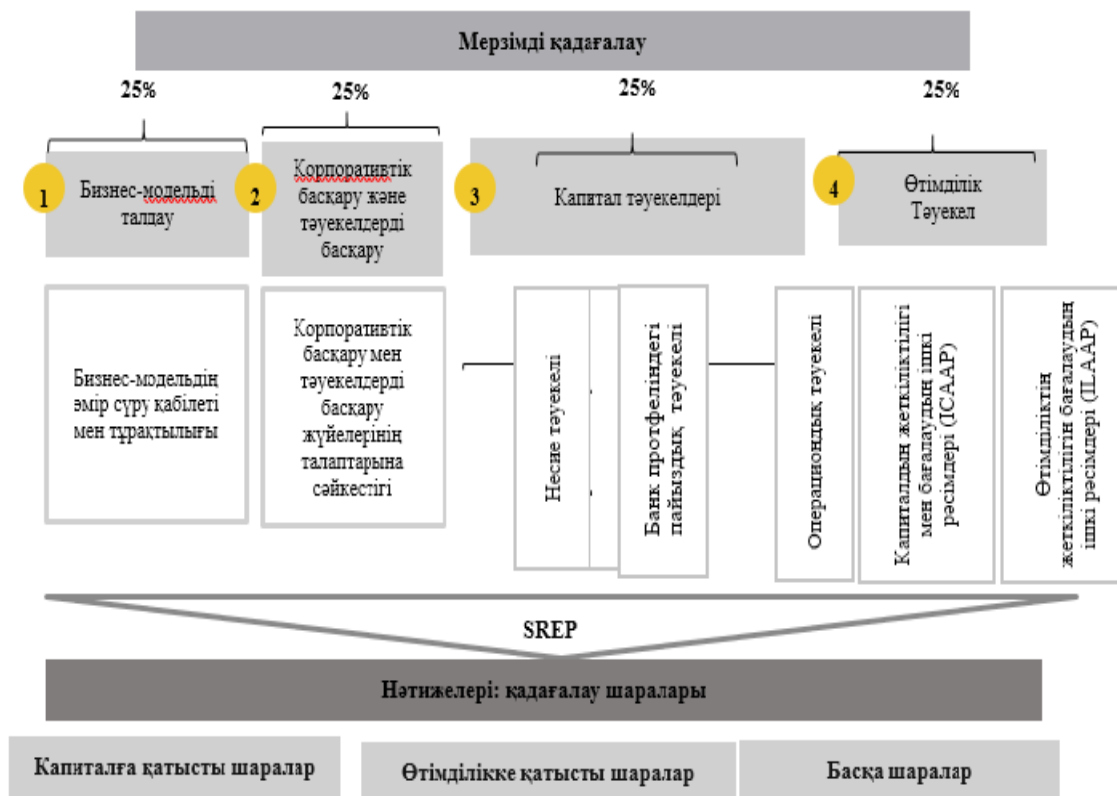 Мерзімді қадағалау
25%
25%
25%
25%
1
Бизнес-модельді
талдау
2
Корпоративтік
басқару және
тәуекелдерді
басқару
3
Капитал тәуекелдері
4
Өтімділік
Тәуекел
Бизнес-модельдің
өмір сүру қабілеті
мен тұрақтылығы
Корпоративтік
басқару мен
тәуекелдерді
басқару
жүйелерінің
талаптарына
сәйкестігі
Несие тәуекелі
Банк протфеліндегі
пайыздық тәуекелі
Операциондық тәуекелі
Капиталдың жеткіліктілігі
мен бағалаудың ішкі
рәсімдері (ICAAP)
Өтімділіктің
жеткіліктілігін бағалаудың
ішкі рәсімдері (ILAAP)
SREP
Нәтижелері: қадағалау шаралары
Капиталға қатысты шаралар
Өтімділікке қатысты шаралар
Басқа шаралар